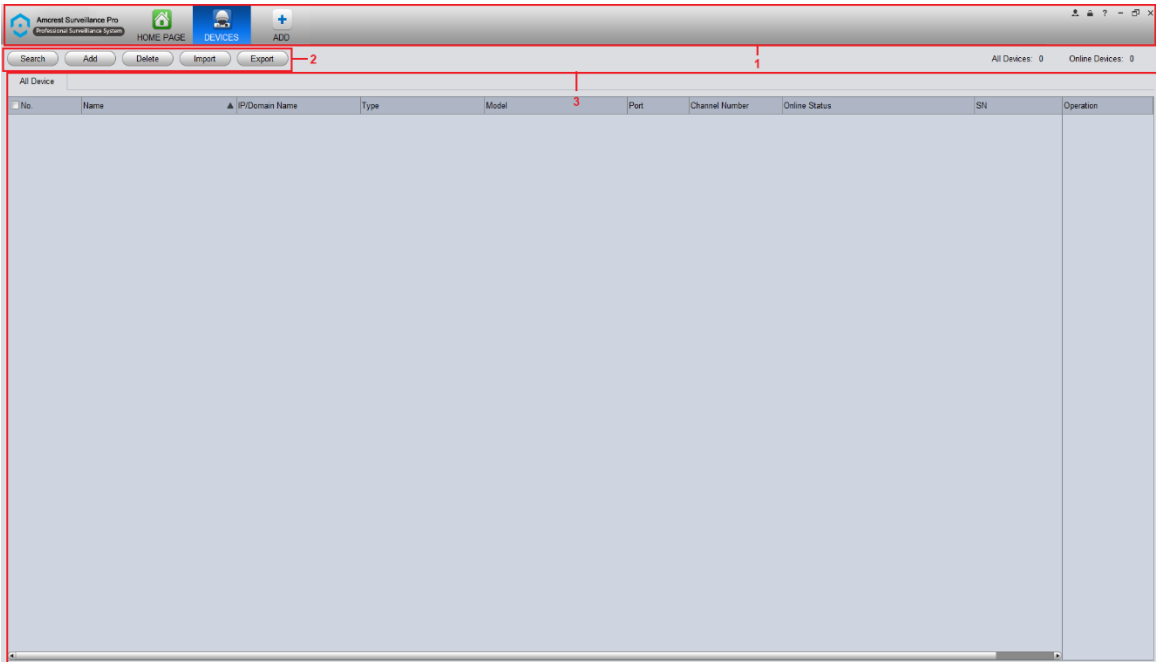 Amcrest Surveillance Pro
Professional Surveillance System
HOME PAGE DEVICES ADD
?
Search Add Delete Import Export 2 1 All Devices: 0 Online Devices: 0
All Device
3
No. Name IP/Domain Name Type Model Port Channel Number Online Status SN Operation